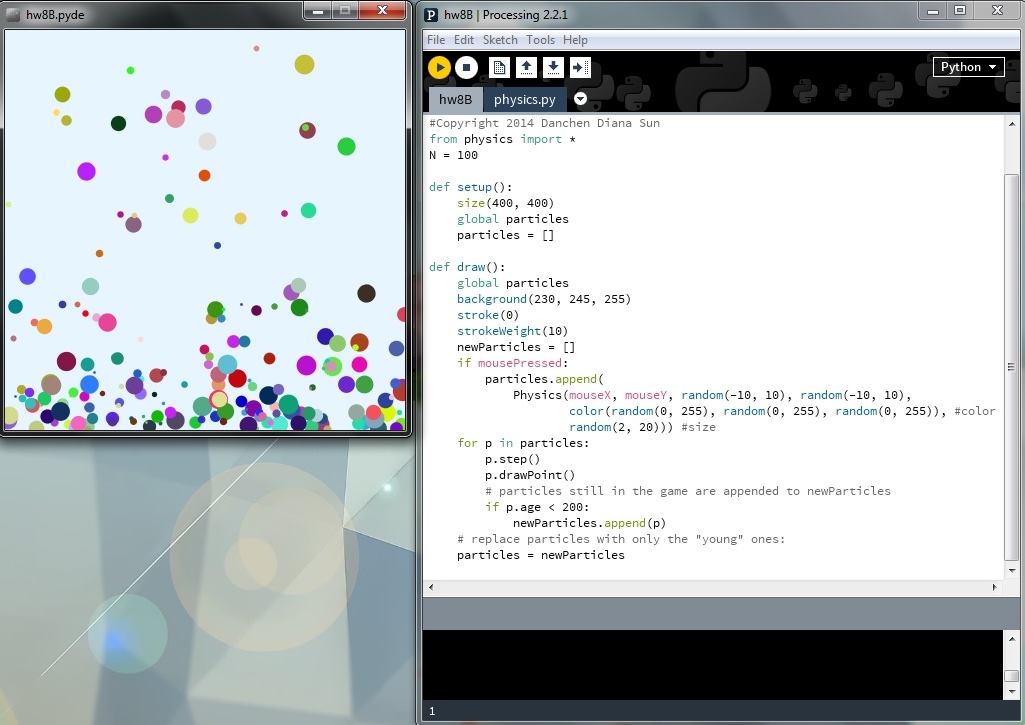 hw8B.pyde
hw8B | Processing 2.2.1
File Edit Sketch Tools Help
Python
hw8B physics.py
#Copyright 2014 Danchen Diana Sun
from physics import *
N = 100
def setup():
    size(400, 400)
    global particles
    particles = []
def draw():
    global particles
    background(230, 245, 255)
    stroke(0)
    strokeWeight(10)
    newParticles = []
    if mousePressed:
        particles.append(
            Physics(mouseX, mouseY, random(-10, 10), random(-10, 10),
                    color(random(0, 255), random(0, 255), random(0, 255)), #color
                    random(2, 20))) #size
    for p in particles:
        p.step()
        p.drawPoint()
        # particles still in the game are appended to newParticles
        if p.age < 200:
            newParticles.append(p)
    # replace particles with only the "young" ones:
    particles = newParticles
1